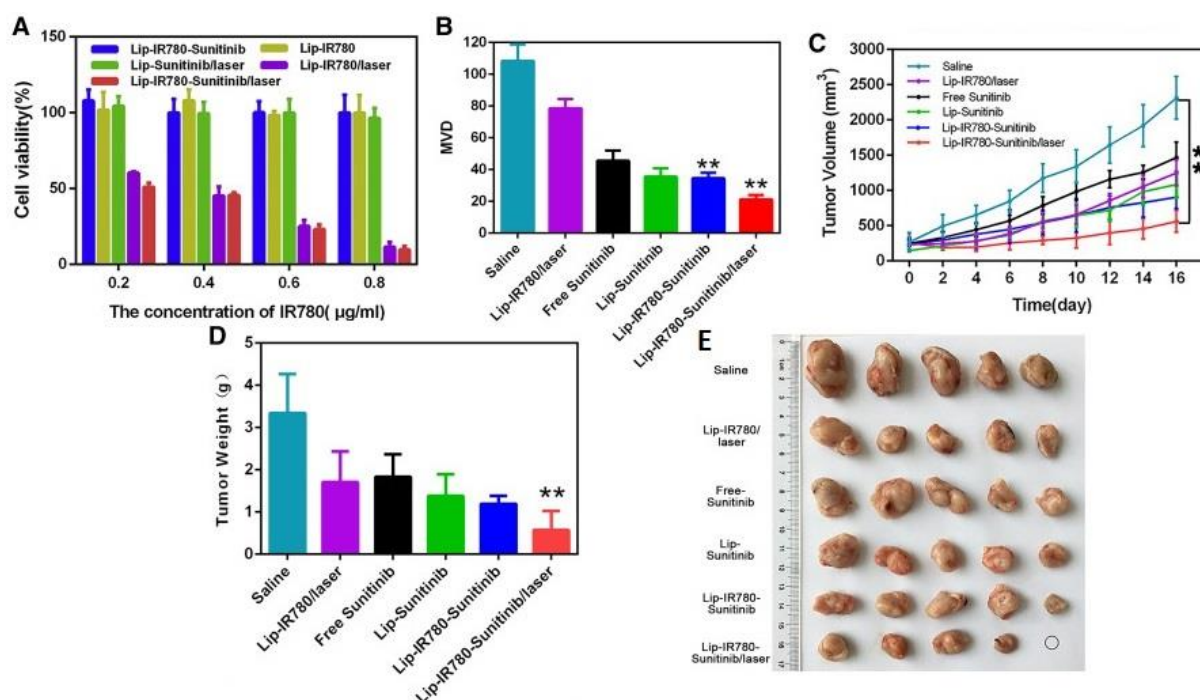 A
150
100
50
0
Cell viability(%)
Lip-IR780-Sunitinib
Lip-IR780
Lip-Sunitinib/laser
Lip-IR780/laser
Lip-IR780-Sunitinib/laser
0.2
0.4
0.6
0.8
The concentration of IR780( μg/ml)
B
120
100
80
60
40
20
0
MVD
**
**
Saline
Lip-IR780/laser
Free Sunitinib
Lip-Sunitinib
Lip-IR780-Sunitinib
Lip-IR780-Sunitinib/laser
C
3000
2500
2000
1500
1000
500
0
Tumor Volume (mm³)
Saline
Lip-IR780/laser
Free Sunitinib
Lip-Sunitinib
Lip-IR780-Sunitinib
Lip-IR780-Sunitinib/laser
**
0 2 4 6 8 10 12 14 16
Time(day)
D
5
4
3
2
1
0
Tumor Weight (g)
**
Saline
Lip-IR780/laser
Free Sunitinib
Lip-Sunitinib
Lip-IR780-Sunitinib
Lip-IR780-Sunitinib/laser
E
Saline
Lip-IR780/
laser
Free-
Sunitinib
Lip-
Sunitinib
Lip-IR780-
Sunitinib
Lip-IR780-
Sunitinib/laser